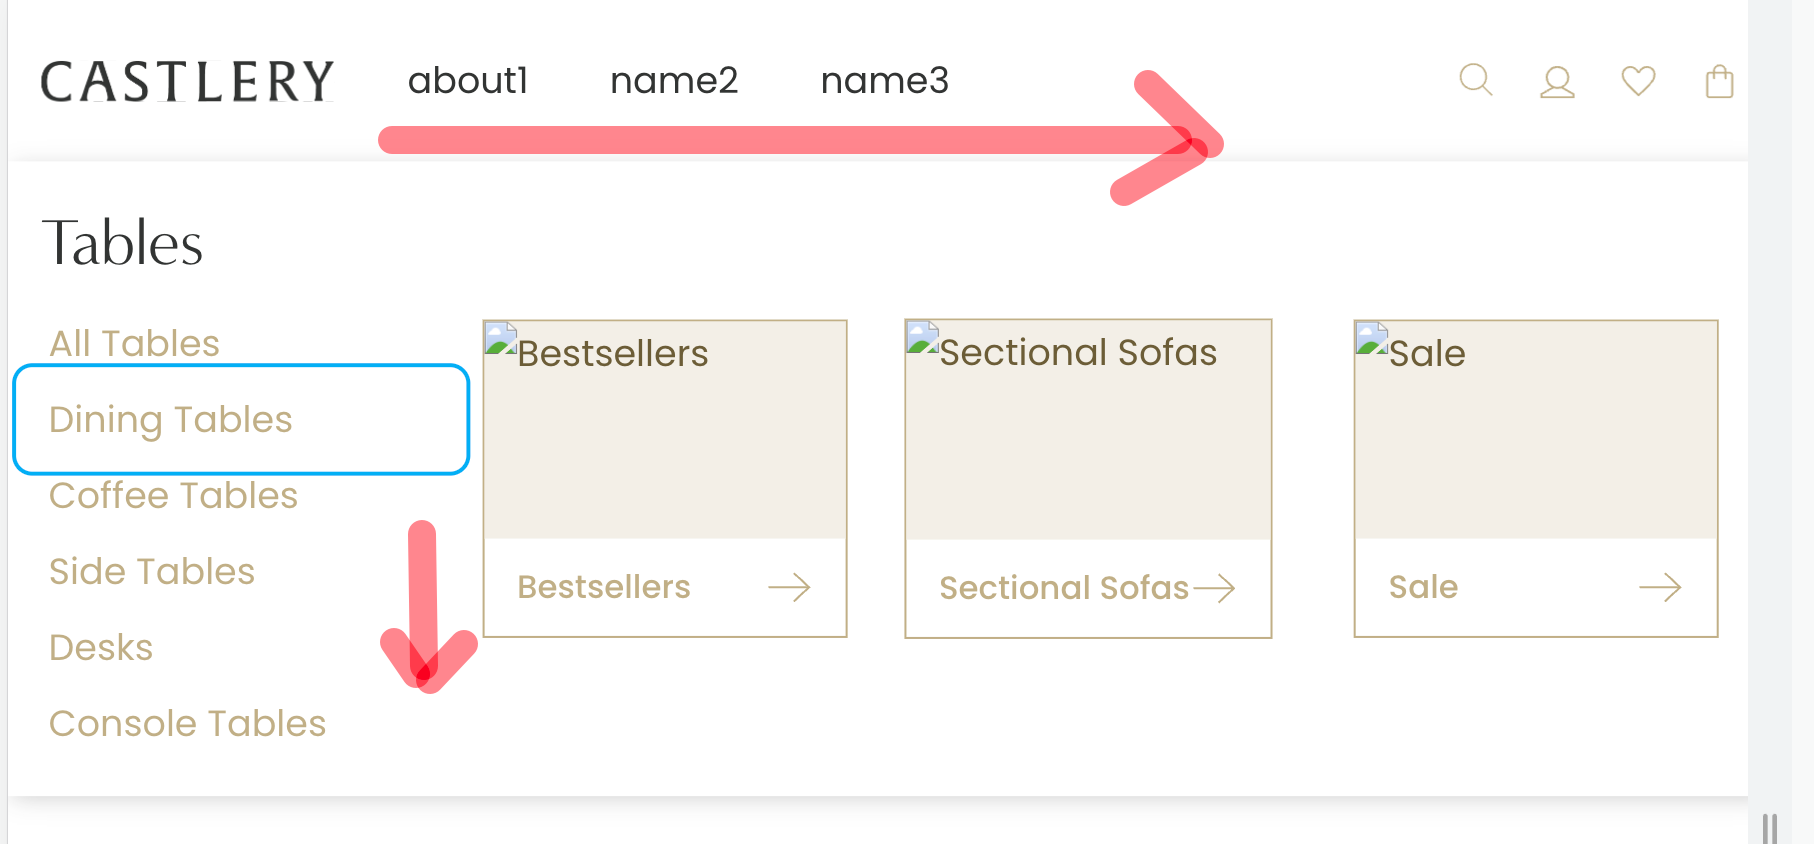 CASTLERY about1 name2 name3
Tables
All Tables
Dining Tables
Coffee Tables
Side Tables
Desks
Console Tables
Bestsellers
Bestsellers
Sectional Sofas
Sectional Sofas
Sale
Sale